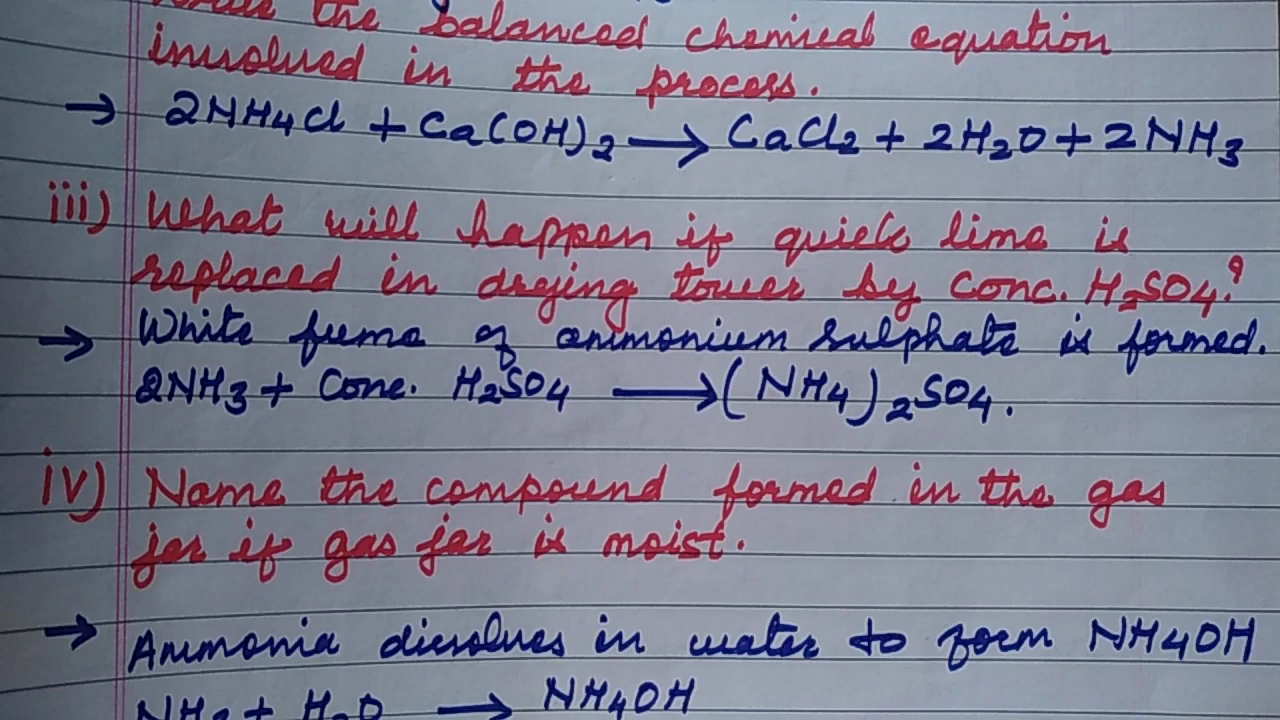 the balanced chemical equation
involved in the process.
→ 2NH4Cl + Ca(OH)2 → CaCl2 + 2H2O + 2NH3
iii) What will happen if quick lime is
replaced in drying tower by Conc. H2SO4?
→ White fume of ammonium sulphate is formed.
2NH3 + Conc. H2SO4 → (NH4)2SO4.
iv) Name the compound formed in the gas
jar if gas jar is moist.
→ Ammonia dissolves in water to form NH4OH
NH3 + H2O → NH4OH